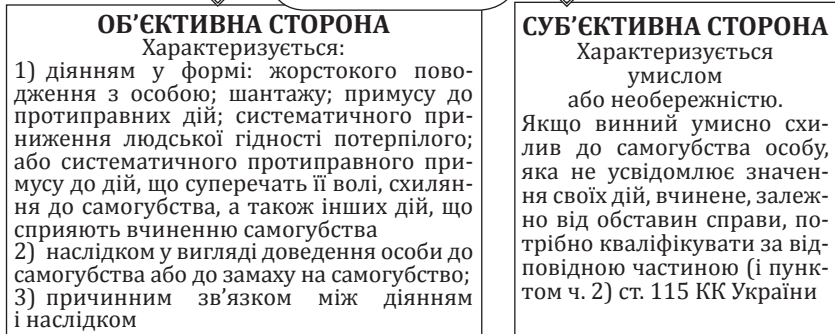 ОБ’ЄКТИВНА СТОРОНА
Характеризується:
1) діянням у формі: жорстокого пово-
дження з особою; шантажу; примусу до
протиправних дій; систематичного при-
ниження людської гідності потерпілого;
або систематичного протиправного при-
мусу до дій, що суперечать її волі, схилян-
ня до самогубства, а також інших дій, що
сприяють вчиненню самогубства
2) наслідком у вигляді доведення особи до
самогубства або до замаху на самогубство;
3) причинним зв’язком між діянням
і наслідком
СУБ’ЄКТИВНА СТОРОНА
Характеризується
умислом
або необережністю.
Якщо винний умисно схи-
лив до самогубства особу,
яка не усвідомлює значен-
ня своїх дій, вчинене, залеж-
но від обставин справи, по-
трібно кваліфікувати за від-
повідною частиною (і пунк-
том ч. 2) ст. 115 КК України